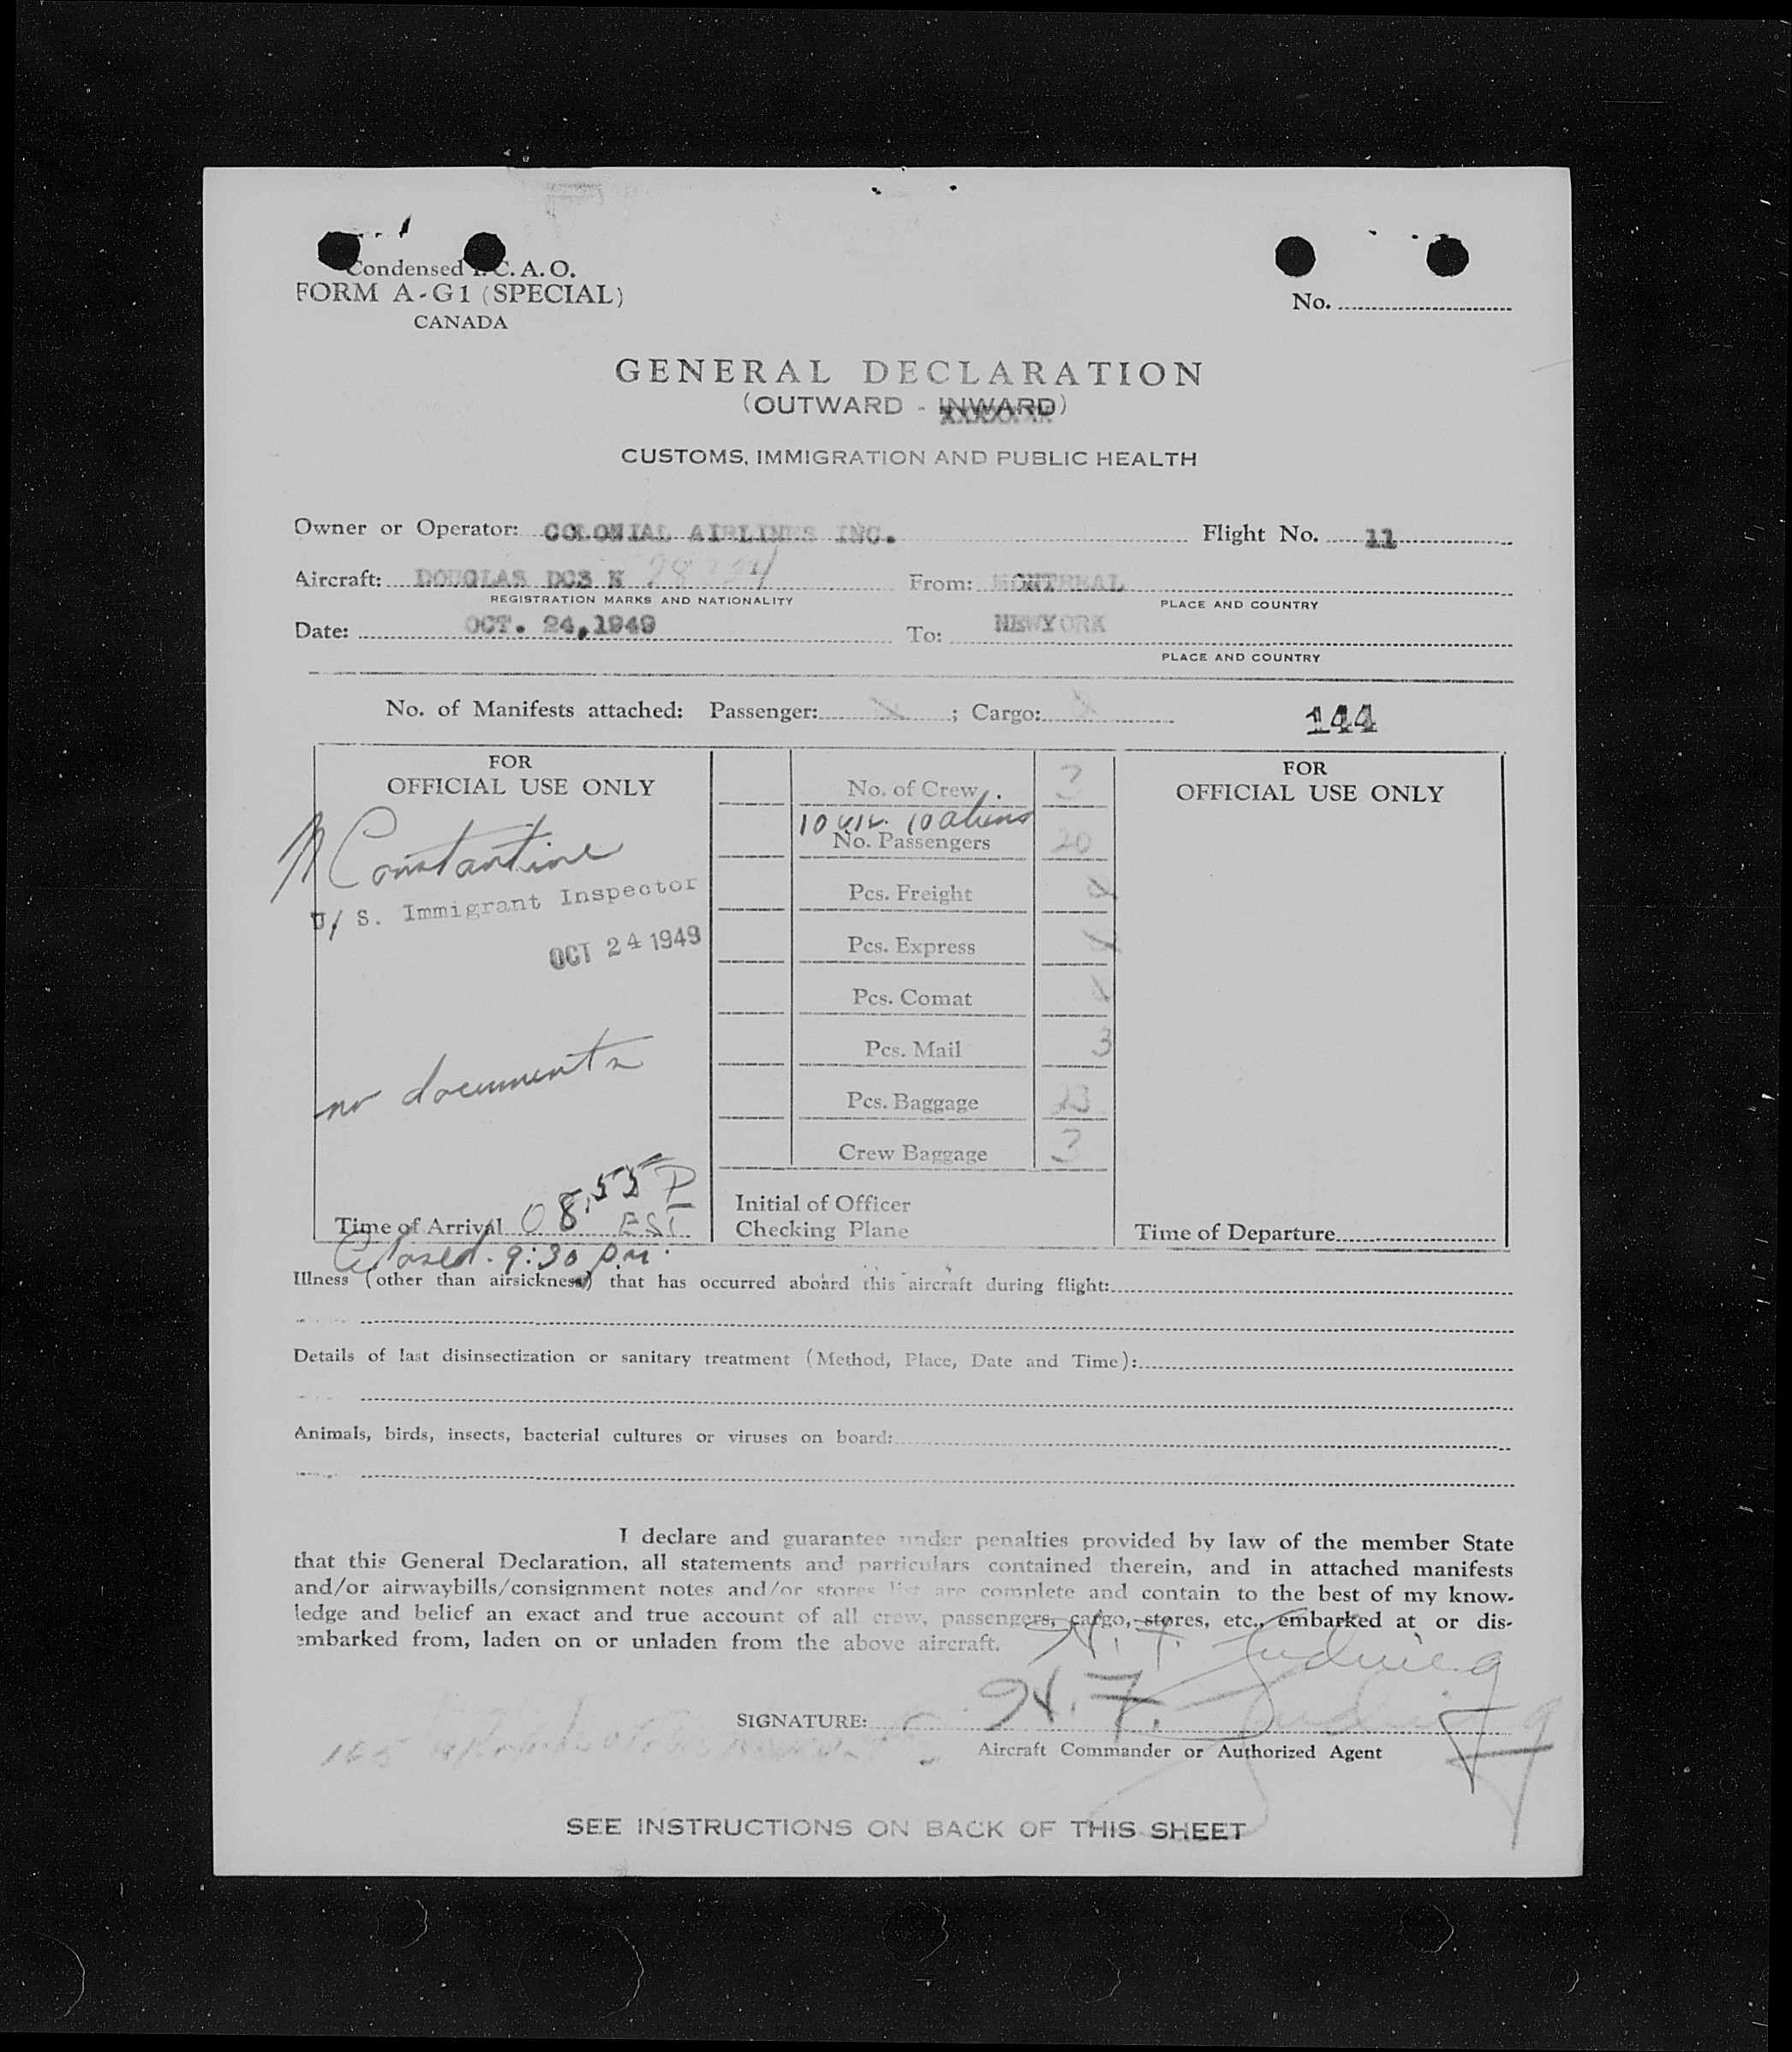 Condensed I.C.A.O.
FORM A-G1 (SPECIAL)
CANADA
No.
GENERAL DECLARATION
(OUTWARD - INWARD)
CUSTOMS, IMMIGRATION AND PUBLIC HEALTH
Owner or Operator: COLONIAL AIRLINES INC. Flight No. 11
Aircraft: DOUGLAS DC3 N From: MONTREAL
REGISTRATION MARKS AND NATIONALITY PLACE AND COUNTRY
Date: OCT. 24,1949 To: NEWYORK
PLACE AND COUNTRY
No. of Manifests attached: Passenger: ; Cargo: 144
FOR
OFFICIAL USE ONLY
Constantine
U/S. Immigrant Inspector
OCT 24 1949
no documents
Time of Arrival 08:55 P
EST
Closed. 9:30 P.M.
No. of Crew 3
10 aliens
No. Passengers 20
Pcs. Freight
Pcs. Express
Pcs. Comat
Pcs. Mail 3
Pcs. Baggage 23
Crew Baggage 3
Initial of Officer
Checking Plane
FOR
OFFICIAL USE ONLY
Time of Departure
Illness (other than airsickness) that has occurred aboard this aircraft during flight:
Details of last disinsectization or sanitary treatment (Method, Place, Date and Time):
Animals, birds, insects, bacterial cultures or viruses on board:
I declare and guarantee under penalties provided by law of the member State
that this General Declaration, all statements and particulars contained therein, and in attached manifests
and/or airwaybills/consignment notes and/or stores list are complete and contain to the best of my know-
ledge and belief an exact and true account of all crew, passengers, cargo, stores, etc., embarked at or dis-
embarked from, laden on or unladen from the above aircraft.
SIGNATURE:
Aircraft Commander or Authorized Agent
SEE INSTRUCTIONS ON BACK OF THIS SHEET